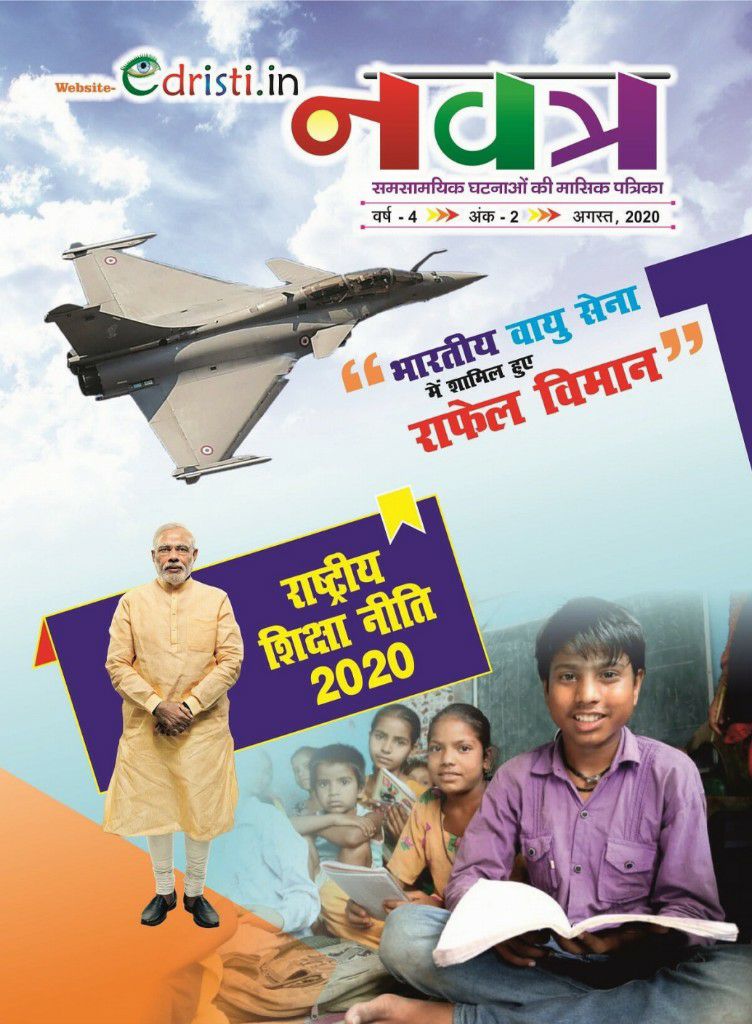 Website- edristi.in
नवत्र
समसामयिक घटनाओं की मासिक पत्रिका
वर्ष - 4 अंक - 2 अगस्त, 2020
“भारतीय वायु सेना
में शामिल हुए
राफेल विमान”
राष्ट्रीय
शिक्षा नीति
2020